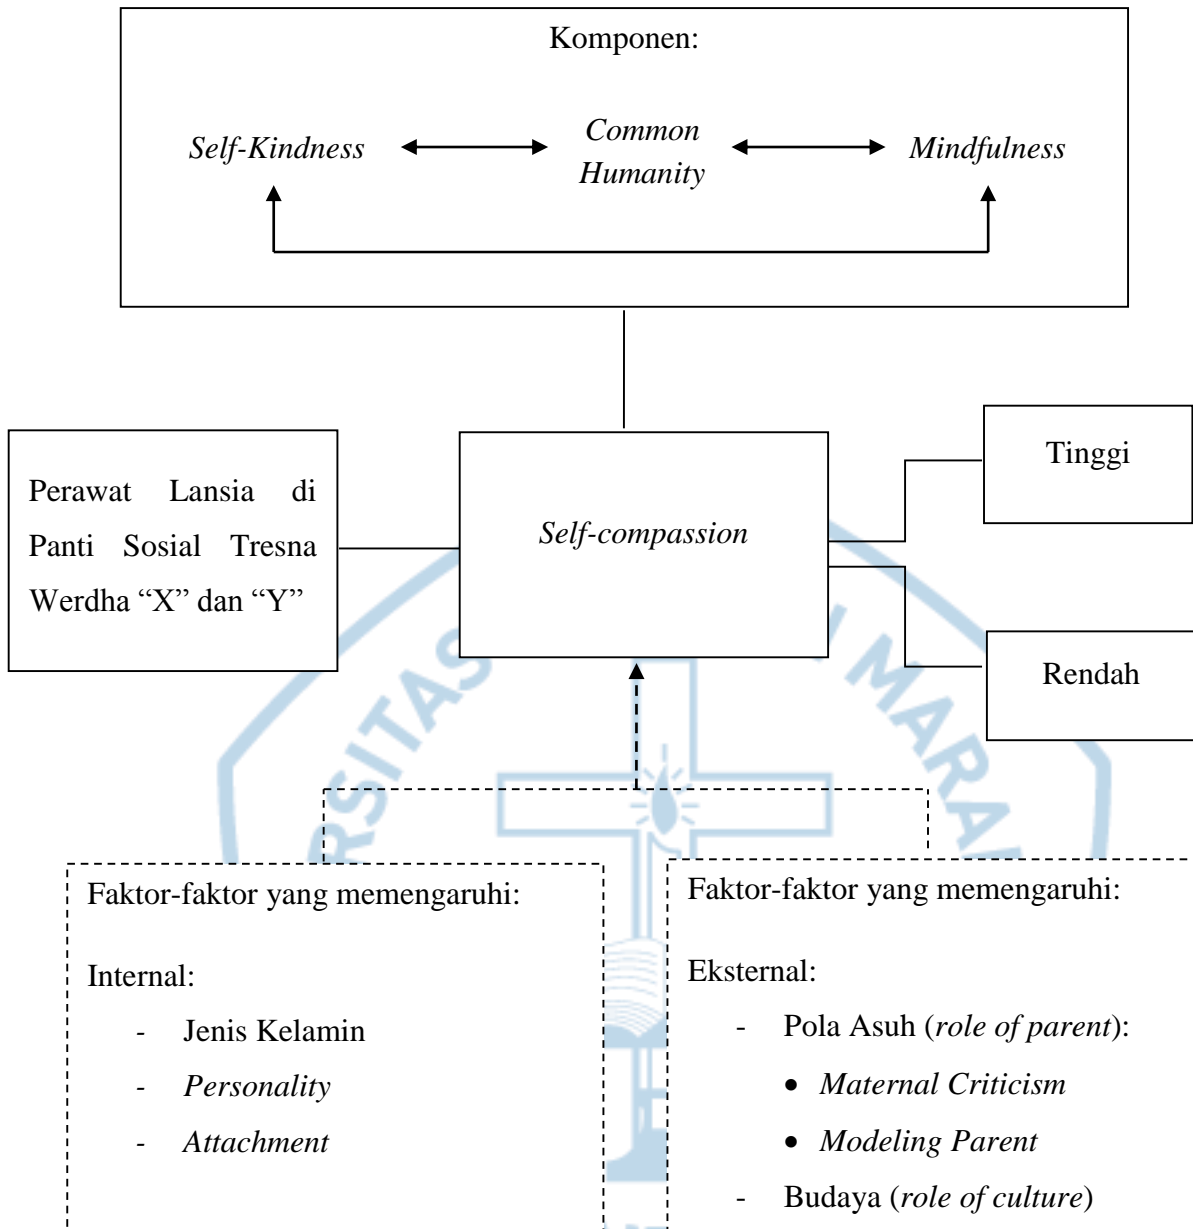 Komponen:
Self-Kindness
Common
Humanity
Mindfulness
Perawat Lansia di
Panti Sosial Tresna
Werdha “X” dan “Y”
Self-compassion
Tinggi
Rendah
Faktor-faktor yang memengaruhi:
Internal:
- Jenis Kelamin
- Personality
- Attachment
Faktor-faktor yang memengaruhi:
Eksternal:
- Pola Asuh (role of parent):
• Maternal Criticism
• Modeling Parent
- Budaya (role of culture)